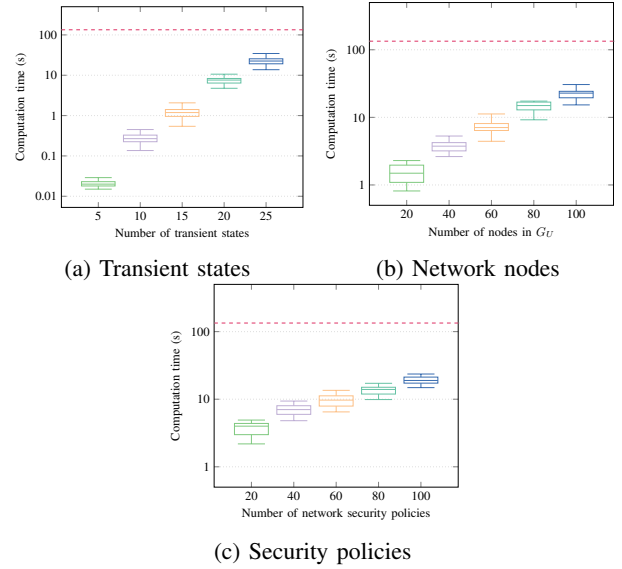 Computation time (s)
100
10
1
0.1
0.01
5 10 15 20 25
Number of transient states
(a) Transient states
Computation time (s)
100
10
1
20 40 60 80 100
Number of nodes in G_U
(b) Network nodes
Computation time (s)
100
10
1
20 40 60 80 100
Number of network security policies
(c) Security policies